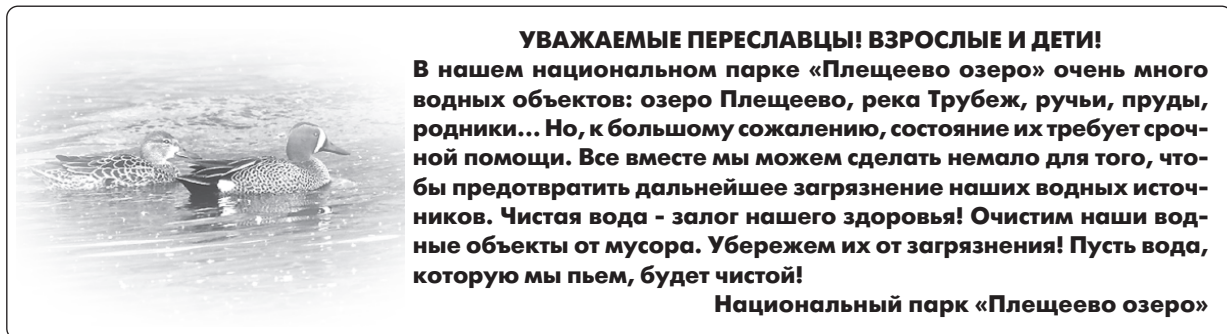 УВАЖАЕМЫЕ ПЕРЕСЛАВЦЫ! ВЗРОСЛЫЕ И ДЕТИ!
В нашем национальном парке «Плещеево озеро» очень много
водных объектов: озеро Плещеево, река Трубеж, ручьи, пруды,
родники... Но, к большому сожалению, состояние их требует сроч-
ной помощи. Все вместе мы можем сделать немало для того, что-
бы предотвратить дальнейшее загрязнение наших водных источ-
ников. Чистая вода - залог нашего здоровья! Очистим наши вод-
ные объекты от мусора. Убережем их от загрязнения! Пусть вода,
которую мы пьем, будет чистой!
Национальный парк «Плещеево озеро»